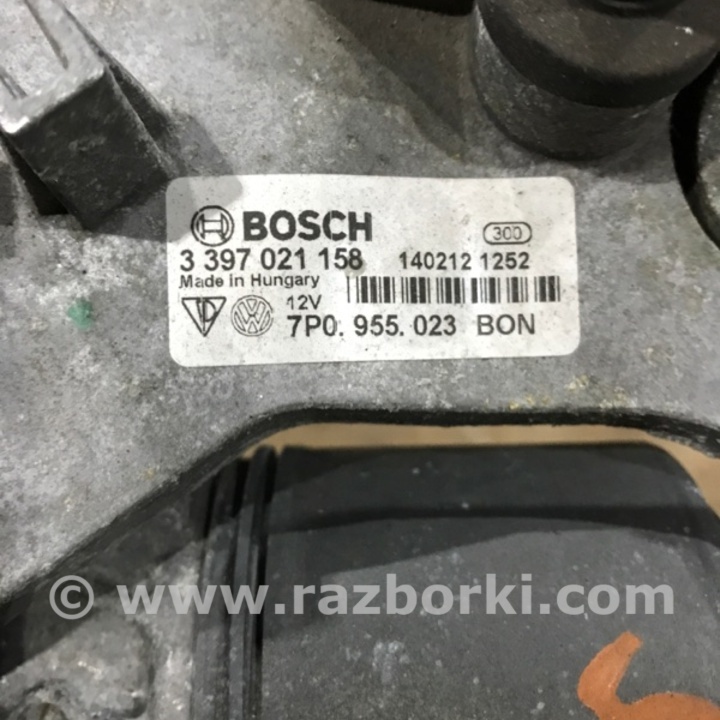 BOSCH
300
3 397 021 158 140212 1252
Made in Hungary
12V
7P0. 955. 023 BON
© www.razborki.com